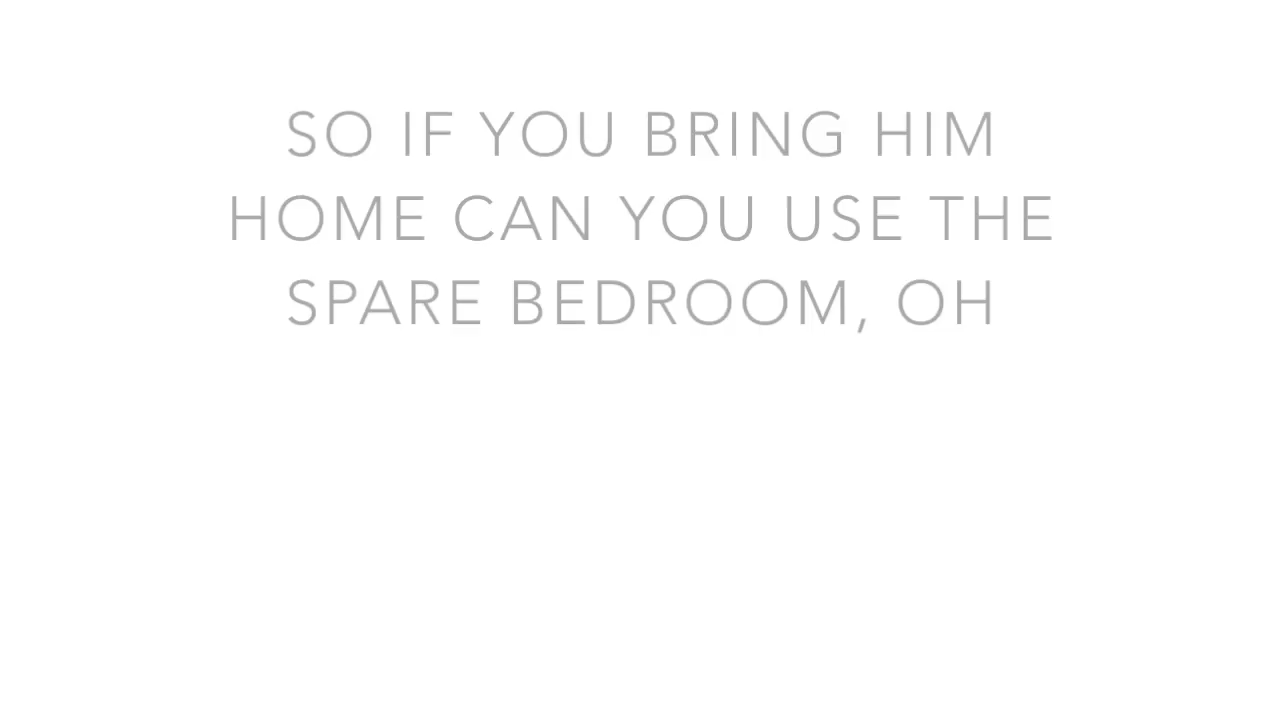 SO IF YOU BRING HIM
HOME CAN YOU USE THE
SPARE BEDROOM, OH